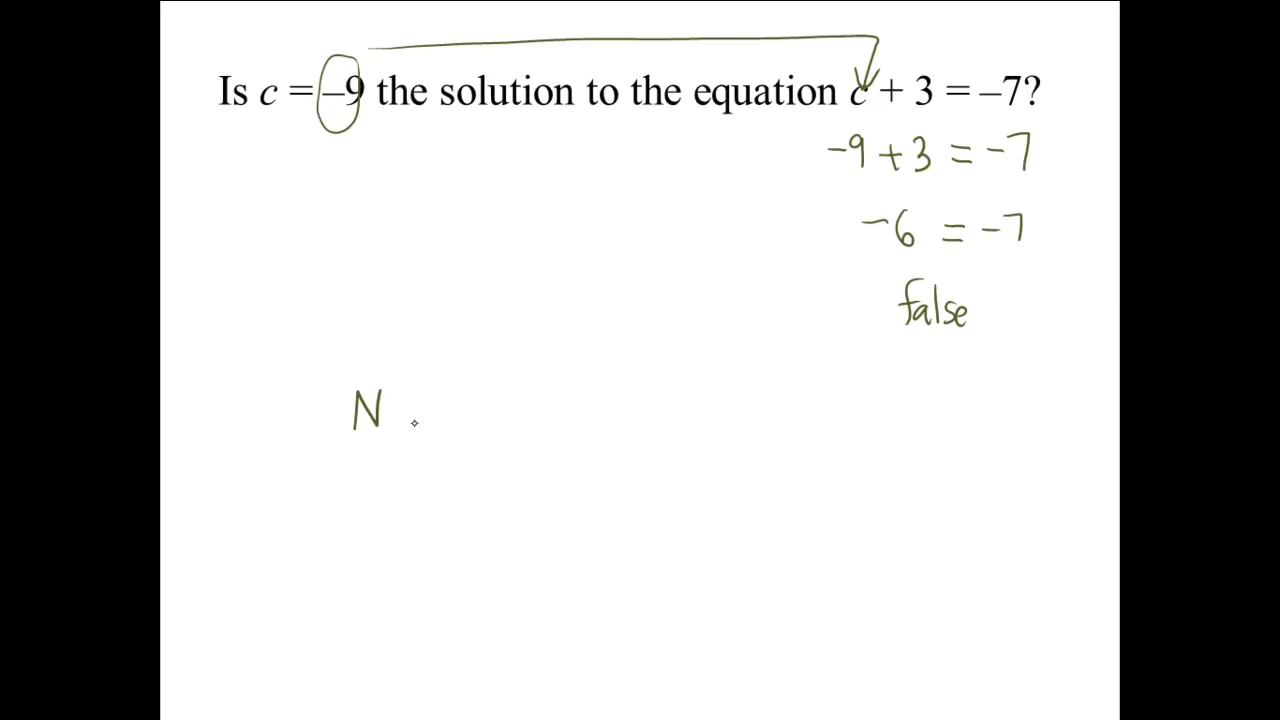 Is c = –9 the solution to the equation c + 3 = –7?
-9 + 3 = -7
-6 = -7
false
N